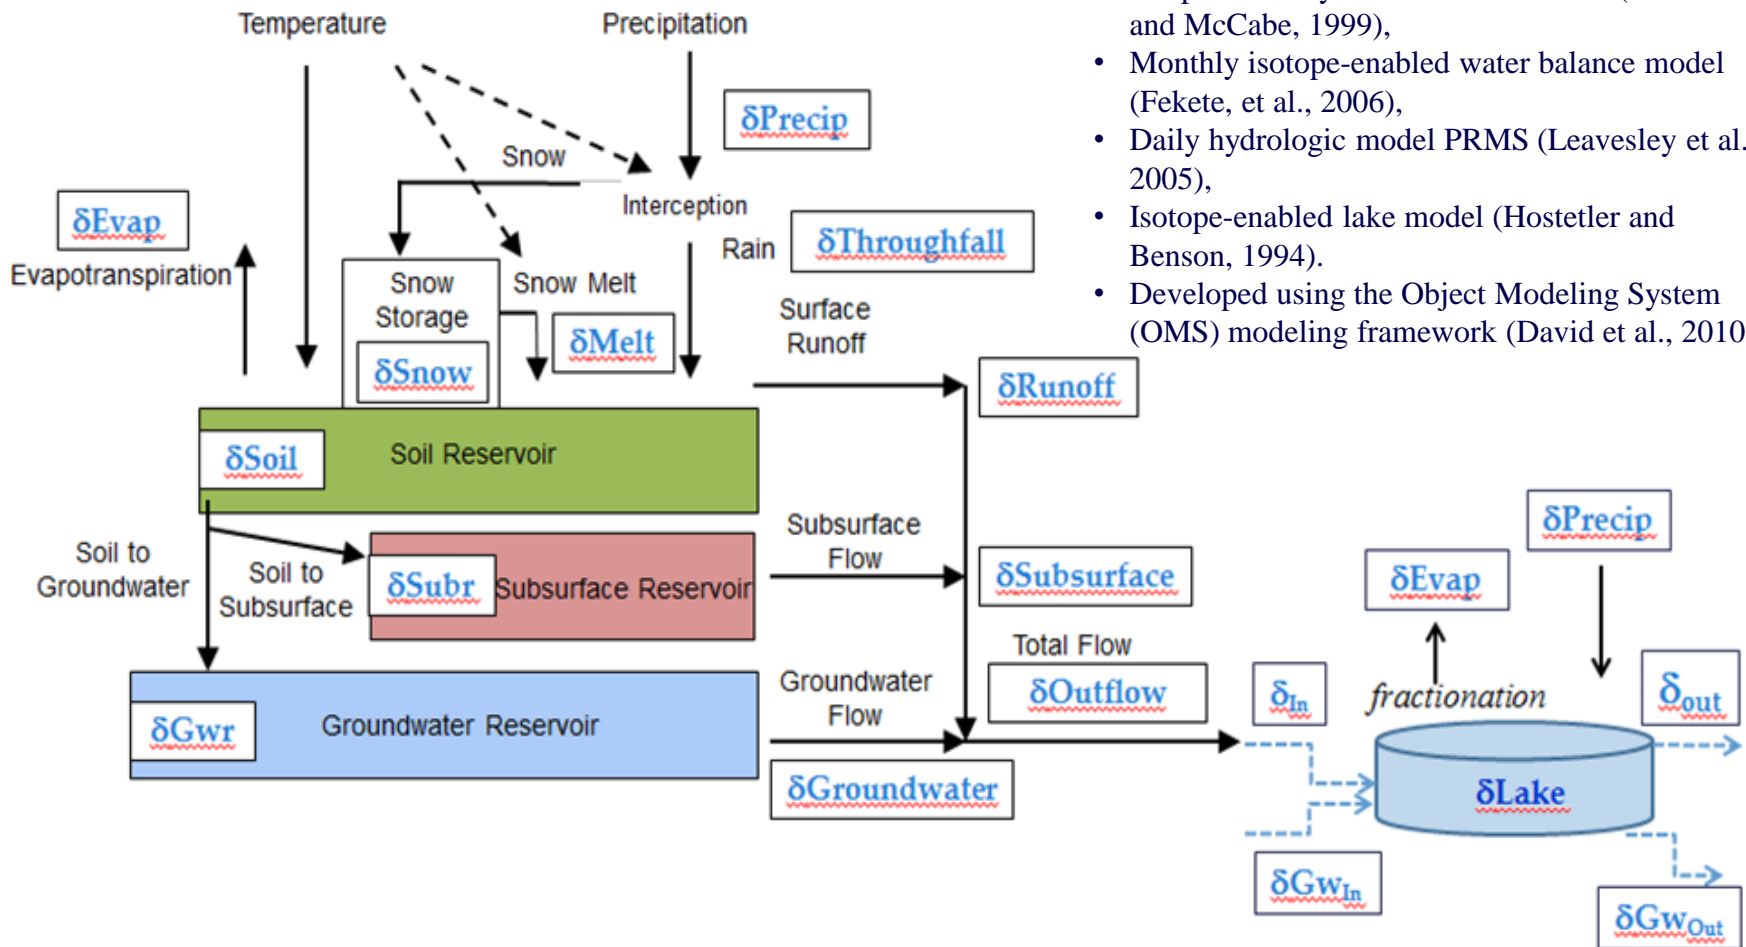 Temperature
Precipitation
and McCabe, 1999),
• Monthly isotope-enabled water balance model
(Fekete, et al., 2006),
• Daily hydrologic model PRMS (Leavesley et al.
2005),
• Isotope-enabled lake model (Hostetler and
Benson, 1994).
• Developed using the Object Modeling System
(OMS) modeling framework (David et al., 2010
δPrecip
Snow
Interception
δEvap
Evapotranspiration
Rain
δThroughfall
Snow
Storage
δSnow
Snow Melt
δMelt
Surface
Runoff
δRunoff
δSoil
Soil Reservoir
Soil to
Groundwater
Soil to
Subsurface
δSubr
Subsurface Reservoir
Subsurface
Flow
δSubsurface
δGwr
Groundwater Reservoir
Groundwater
Flow
δGroundwater
Total Flow
δOutflow
δPrecip
δEvap
fractionation
δIn
δout
δLake
δGwIn
δGwOut